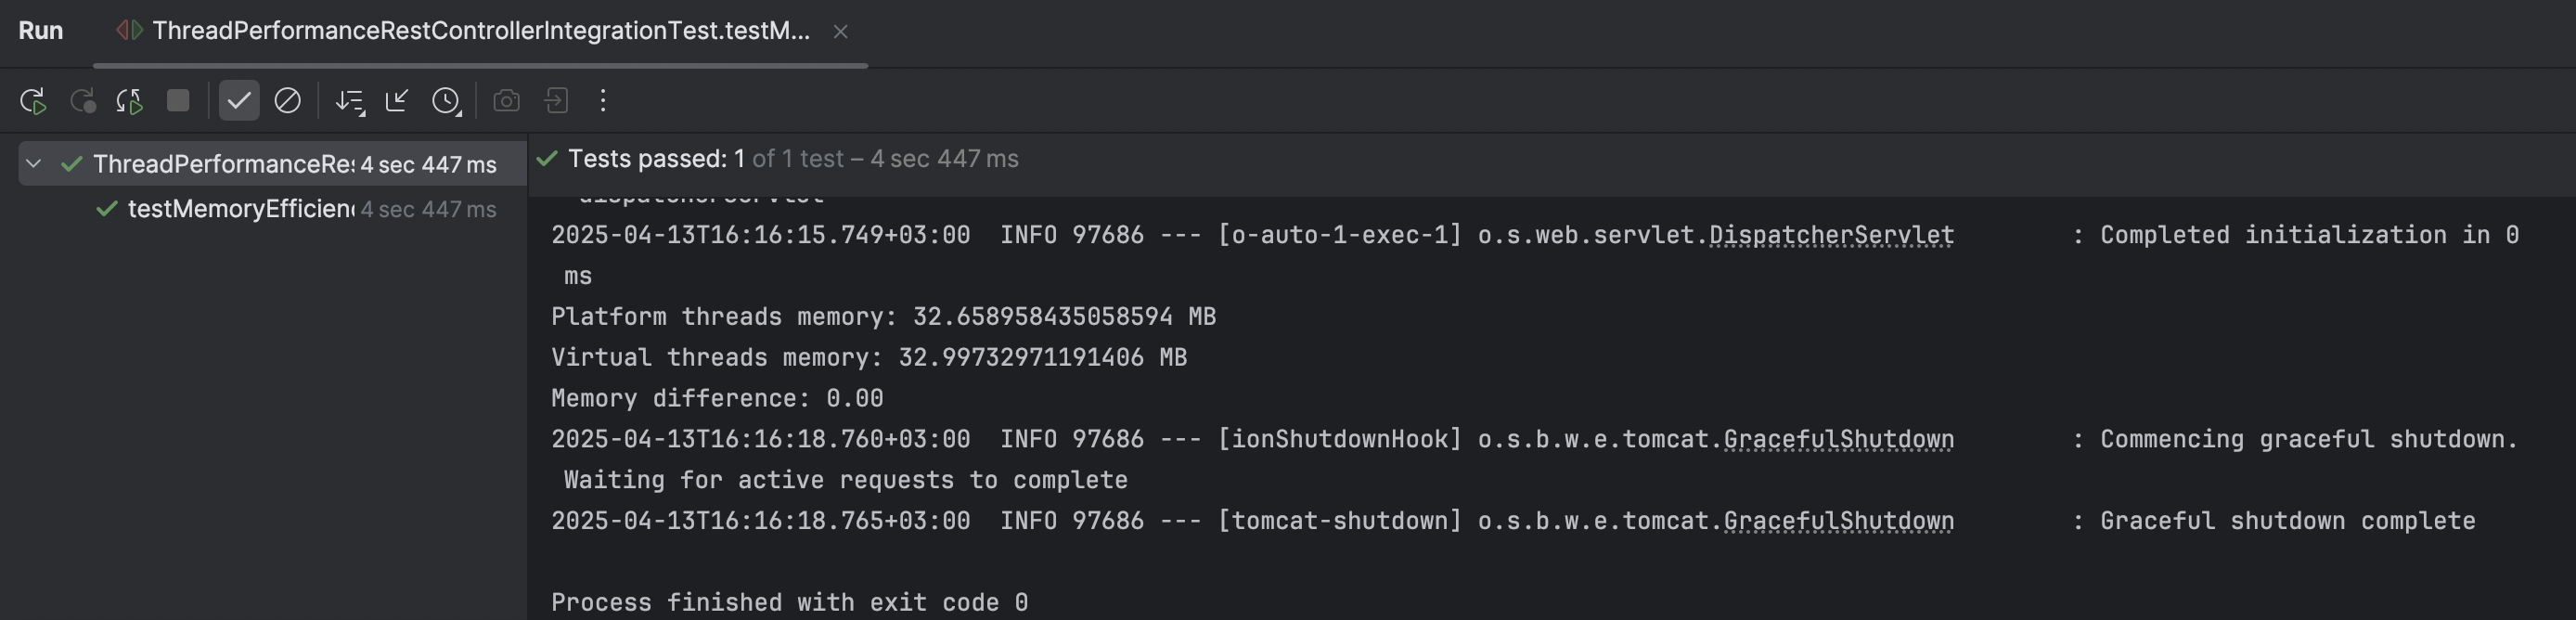 Run ThreadPerformanceRestControllerIntegrationTest.testM...
ThreadPerformanceRes 4 sec 447 ms
testMemoryEfficienc 4 sec 447 ms
Tests passed: 1 of 1 test – 4 sec 447 ms
dispatcherServlet
2025-04-13T16:16:15.749+03:00  INFO 97686 --- [o-auto-1-exec-1] o.s.web.servlet.DispatcherServlet        : Completed initialization in 0
ms
Platform threads memory: 32.658958435058594 MB
Virtual threads memory: 32.99732971191406 MB
Memory difference: 0.00
2025-04-13T16:16:18.760+03:00  INFO 97686 --- [ionShutdownHook] o.s.b.w.e.tomcat.GracefulShutdown        : Commencing graceful shutdown.
Waiting for active requests to complete
2025-04-13T16:16:18.765+03:00  INFO 97686 --- [tomcat-shutdown] o.s.b.w.e.tomcat.GracefulShutdown        : Graceful shutdown complete
Process finished with exit code 0